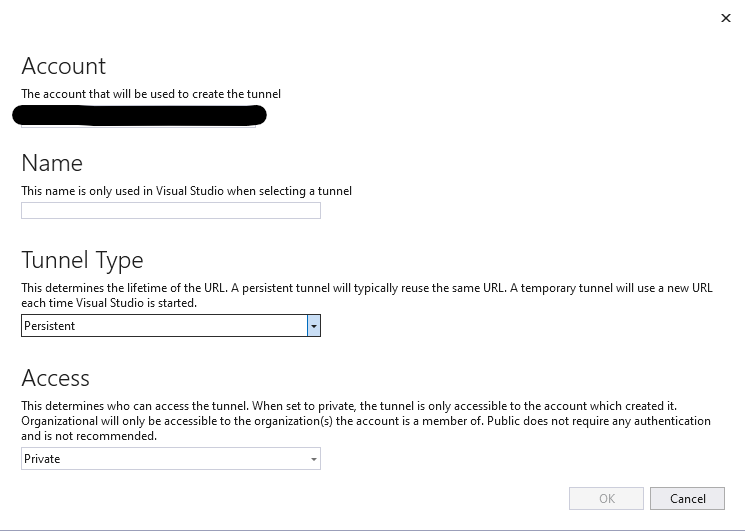 Account
The account that will be used to create the tunnel
Name
This name is only used in Visual Studio when selecting a tunnel
Tunnel Type
This determines the lifetime of the URL. A persistent tunnel will typically reuse the same URL. A temporary tunnel will use a new URL
each time Visual Studio is started.
Persistent
Access
This determines who can access the tunnel. When set to private, the tunnel is only accessible to the account which created it.
Organizational will only be accessible to the organization(s) the account is a member of. Public does not require any authentication
and is not recommended.
Private
OK Cancel